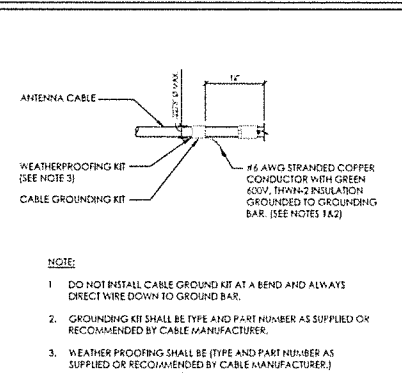 ANTENNA CABLE
WEATHERPROOFING KIT
(SEE NOTE 3)
CABLE GROUNDING KIT
#6 AWG STRANDED COPPER
CONDUCTOR WITH GREEN
600V, THWN-2 INSULATION
GROUNDED TO GROUNDING
BAR. (SEE NOTES 1&2)
NOTE:
1 DO NOT INSTALL CABLE GROUND KIT AT A BEND AND ALWAYS
DIRECT WIRE DOWN TO GROUND BAR.
2. GROUNDING KIT SHALL BE TYPE AND PART NUMBER AS SUPPLIED OR
RECOMMENDED BY CABLE MANUFACTURER.
3. WEATHER PROOFING SHALL BE (TYPE AND PART NUMBER AS
SUPPLIED OR RECOMMENDED BY CABLE MANUFACTURER.)